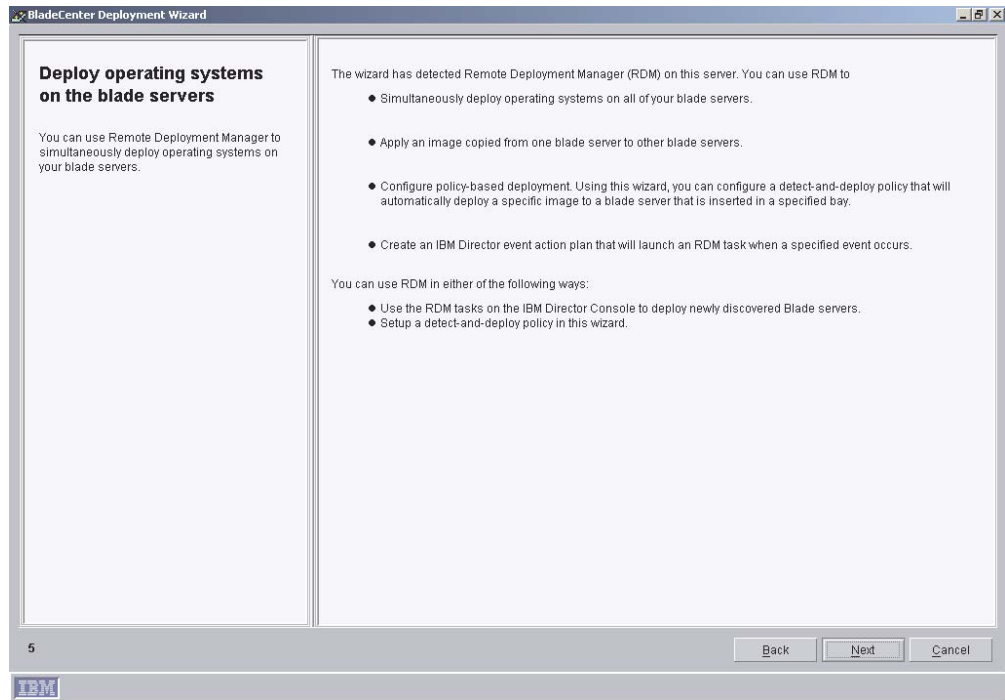 BladeCenter Deployment Wizard
Deploy operating systems
on the blade servers
You can use Remote Deployment Manager to
simultaneously deploy operating systems on
your blade servers.
The wizard has detected Remote Deployment Manager (RDM) on this server. You can use RDM to
● Simultaneously deploy operating systems on all of your blade servers.
● Apply an image copied from one blade server to other blade servers.
● Configure policy-based deployment. Using this wizard, you can configure a detect-and-deploy policy that will
automatically deploy a specific image to a blade server that is inserted in a specified bay.
● Create an IBM Director event action plan that will launch an RDM task when a specified event occurs.
You can use RDM in either of the following ways:
● Use the RDM tasks on the IBM Director Console to deploy newly discovered Blade servers.
● Setup a detect-and-deploy policy in this wizard.
5
Back
Next
Cancel
IBM